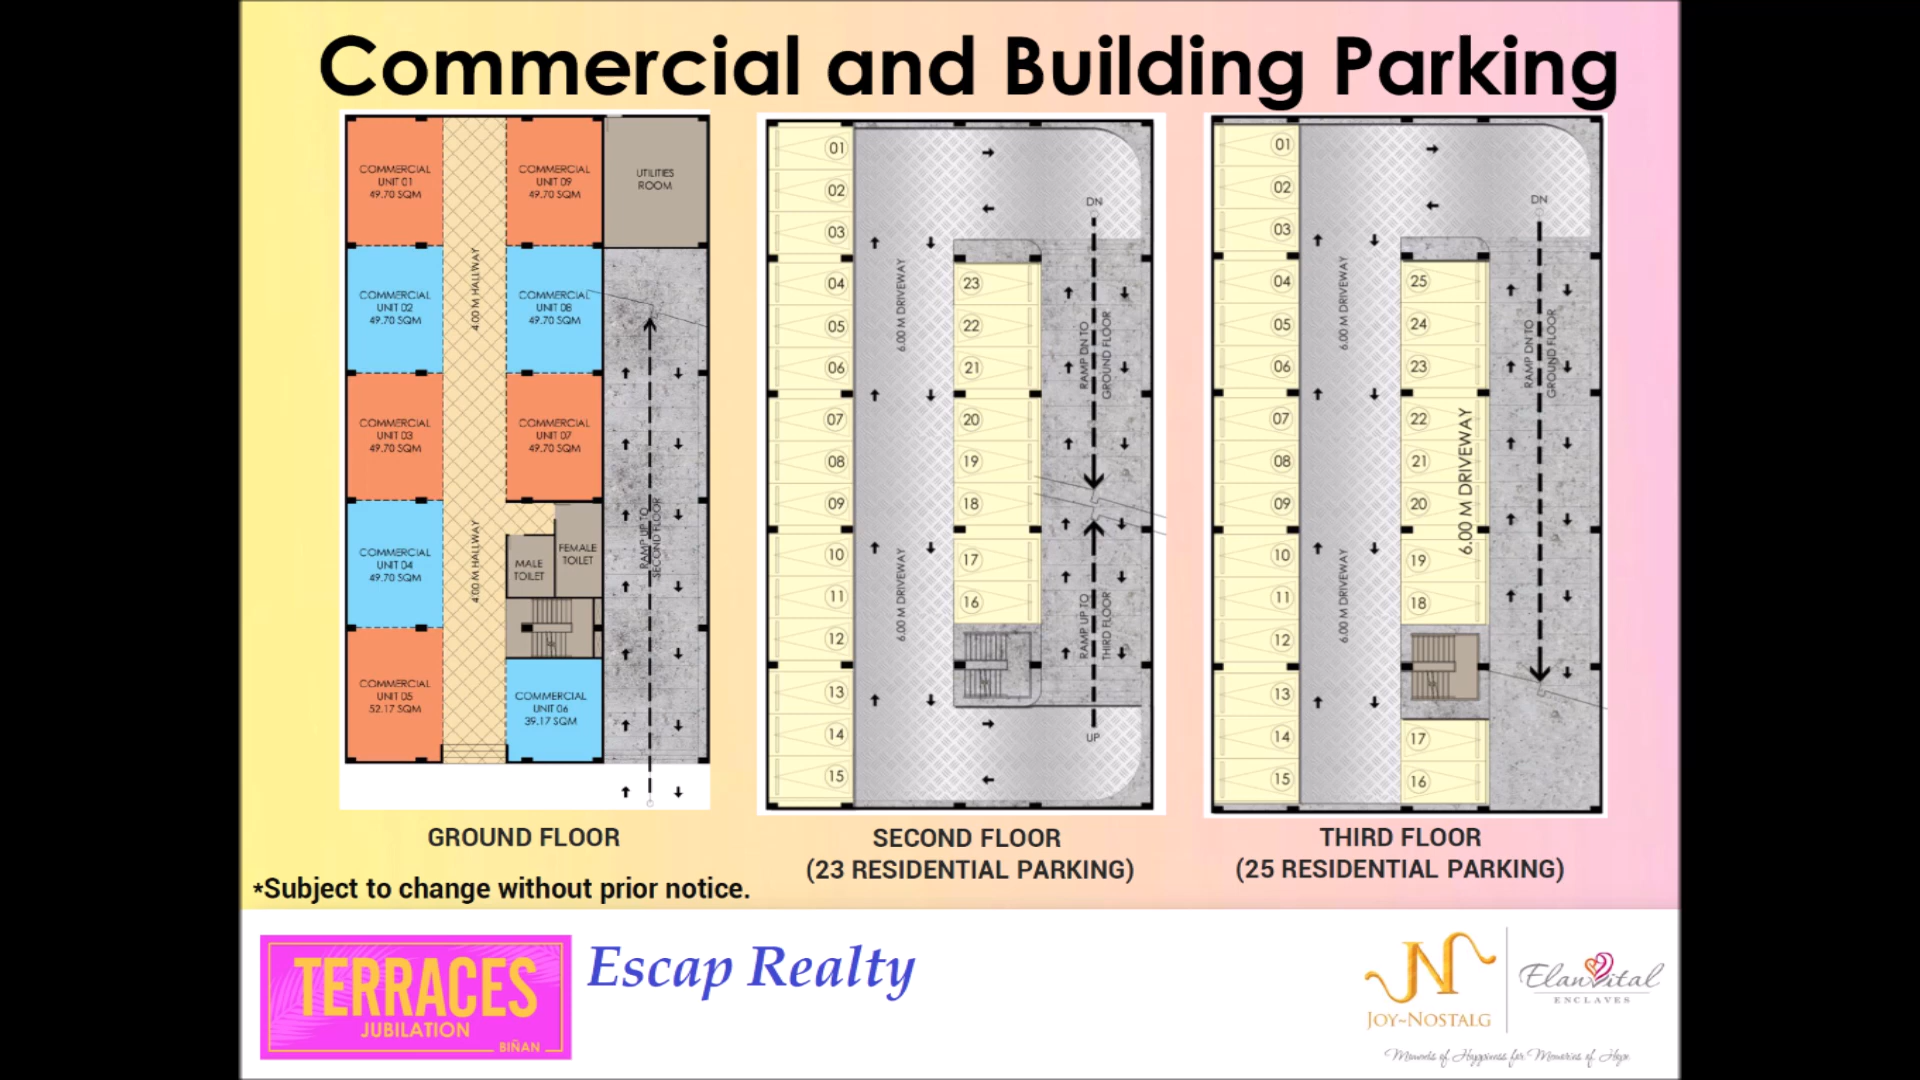 Commercial and Building Parking
COMMERCIAL
UNIT 01
49.70 SQM
COMMERCIAL
UNIT 09
49.70 SQM
UTILITIES
ROOM
COMMERCIAL
UNIT 02
49.70 SQM
4.00 M HALLWAY
COMMERCIAL
UNIT 08
49.70 SQM
COMMERCIAL
UNIT 03
49.70 SQM
COMMERCIAL
UNIT 07
49.70 SQM
COMMERCIAL
UNIT 04
49.70 SQM
4.00 M HALLWAY
MALE
TOILET
FEMALE
TOILET
RAMP UP TO
SECOND FLOOR
COMMERCIAL
UNIT 05
52.17 SQM
COMMERCIAL
UNIT 06
39.17 SQM
GROUND FLOOR
01
02
03
04
05
06
07
08
09
10
11
12
13
14
15
6.00 M DRIVEWAY
6.00 M DRIVEWAY
23
22
21
20
19
18
17
16
DN
RAMP DN TO
GROUND FLOOR
RAMP UP TO
THIRD FLOOR
UP
SECOND FLOOR
(23 RESIDENTIAL PARKING)
01
02
03
04
05
06
07
08
09
10
11
12
13
14
15
6.00 M DRIVEWAY
6.00 M DRIVEWAY
25
24
23
22
21
20
19
18
17
16
6.00 M DRIVEWAY
DN
RAMP DN TO
GROUND FLOOR
THIRD FLOOR
(25 RESIDENTIAL PARKING)
*Subject to change without prior notice.
TERRACES
JUBILATION
BIÑAN
Escap Realty
JN
JOY~NOSTALG
ElanVital
ENCLAVES
Moments of Happiness for Memories of Hope